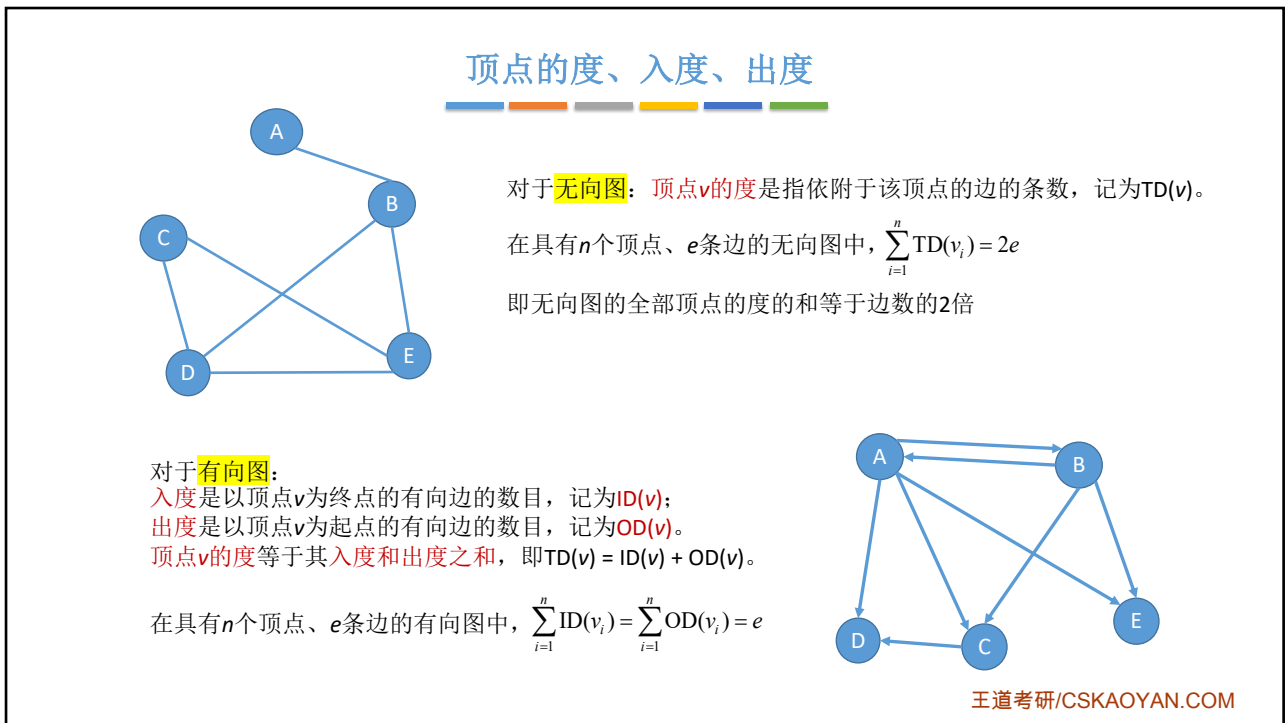 顶点的度、入度、出度
A
B
C
D
E
对于无向图：顶点v的度是指依附于该顶点的边的条数，记为TD(v)。
在具有n个顶点、e条边的无向图中，$\sum_{i=1}^{n}\mathrm{TD}(v_i)=2e$
即无向图的全部顶点的度的和等于边数的2倍
对于有向图：
入度是以顶点v为终点的有向边的数目，记为ID(v)；
出度是以顶点v为起点的有向边的数目，记为OD(v)。
顶点v的度等于其入度和出度之和，即TD(v) = ID(v) + OD(v)。
在具有n个顶点、e条边的有向图中，$\sum_{i=1}^{n}\mathrm{ID}(v_i)=\sum_{i=1}^{n}\mathrm{OD}(v_i)=e$
A
B
E
D
C
王道考研/CSKAOYAN.COM